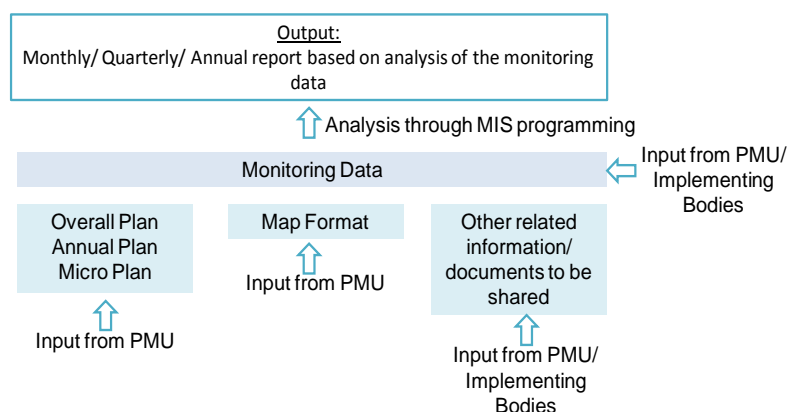 Output:
Monthly/ Quarterly/ Annual report based on analysis of the monitoring
data
Analysis through MIS programming
Monitoring Data
Input from PMU/
Implementing
Bodies
Overall Plan
Annual Plan
Micro Plan
Input from PMU
Map Format
Input from PMU
Other related
information/
documents to be
shared
Input from PMU/
Implementing
Bodies